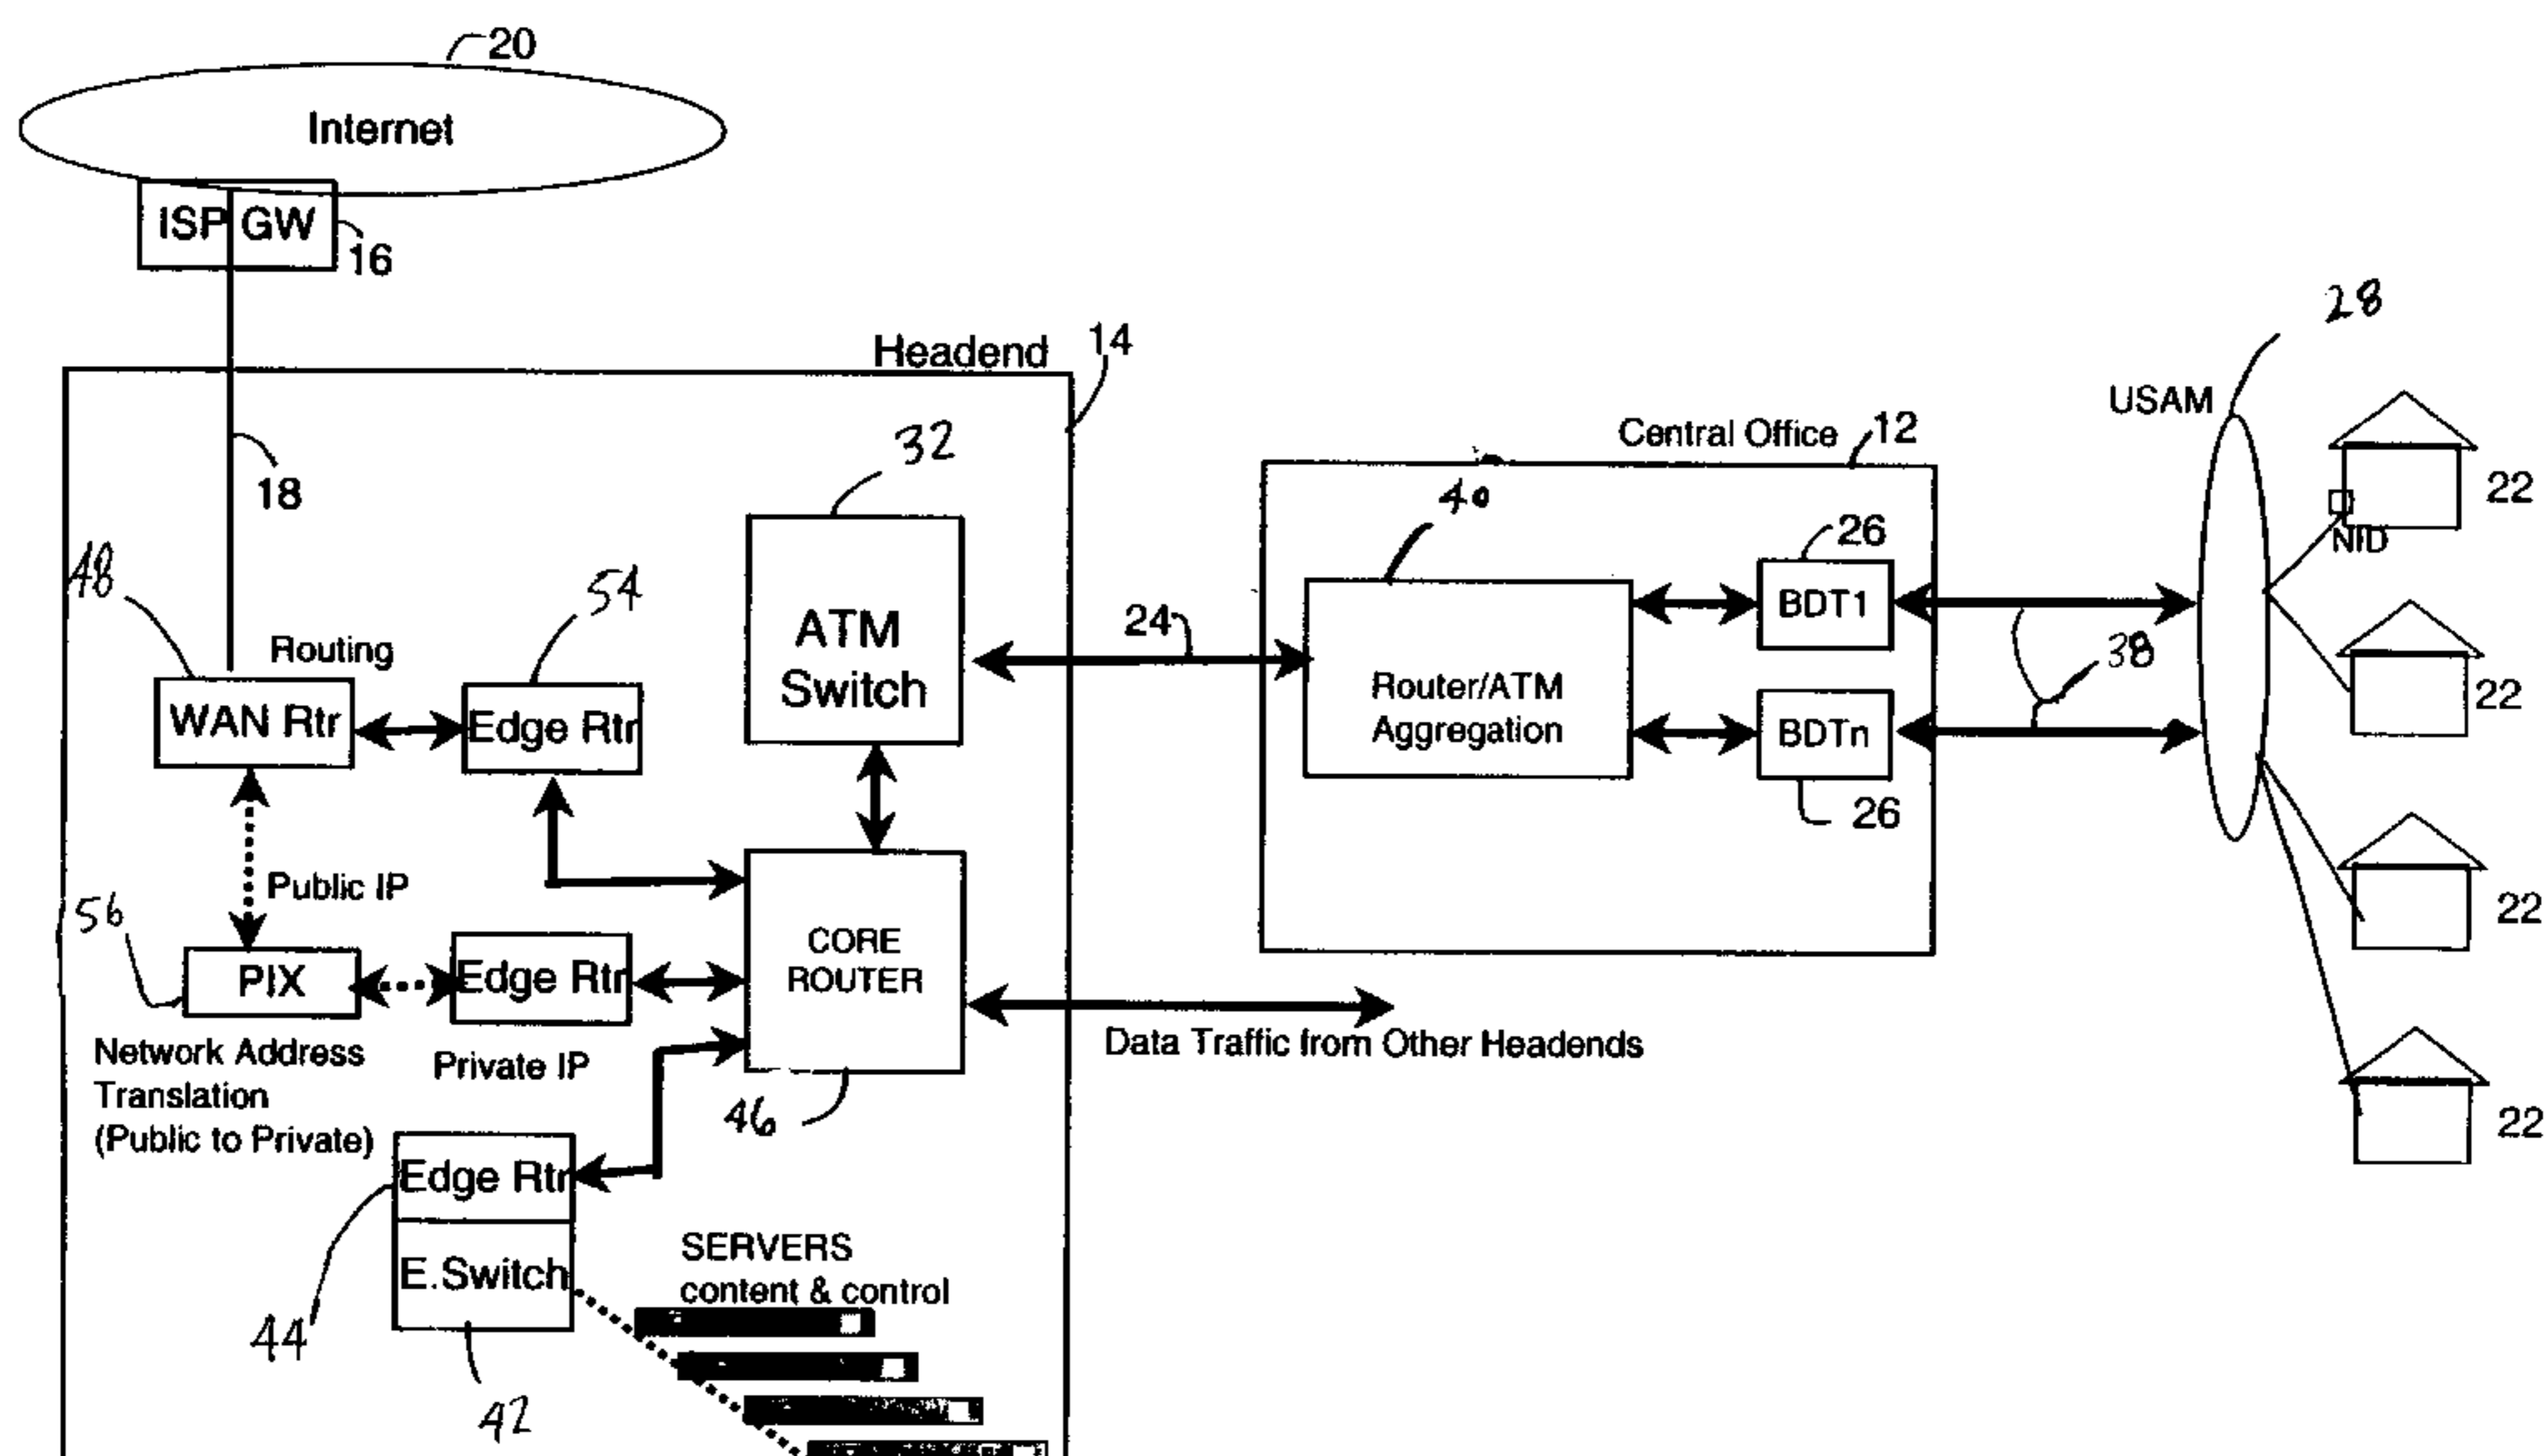 20
Internet
ISP GW
16
18
Headend
14
32
ATM
Switch
48
Routing
54
WAN Rtr
Edge Rtr
Public IP
56
PIX
Edge Rtr
CORE
ROUTER
Network Address
Translation
(Public to Private)
Private IP
46
Edge Rtr
E.Switch
44
42
SERVERS
content & control
24
Central Office
12
40
Router/ATM
Aggregation
26
BDT1
BDTn
26
38
Data Traffic from Other Headends
USAM
28
22
NID
22
22
22